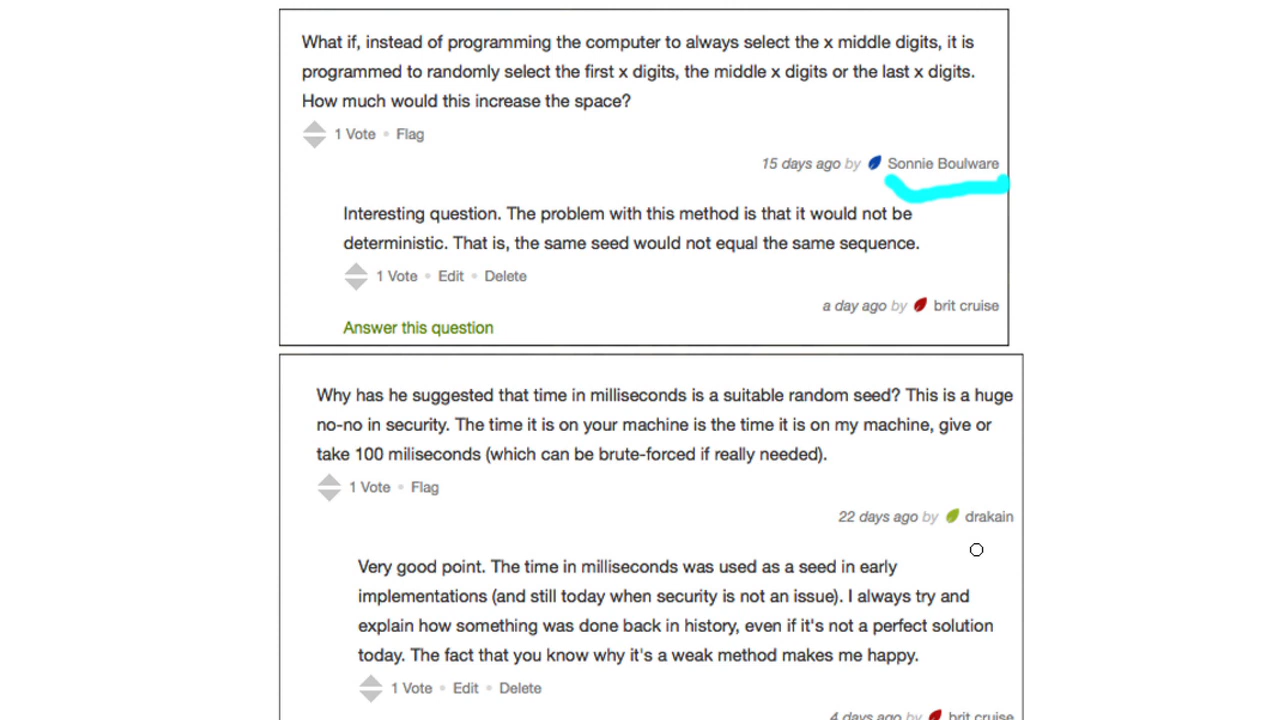 What if, instead of programming the computer to always select the x middle digits, it is
programmed to randomly select the first x digits, the middle x digits or the last x digits.
How much would this increase the space?
1 Vote • Flag
15 days ago by Sonnie Boulware
Interesting question. The problem with this method is that it would not be
deterministic. That is, the same seed would not equal the same sequence.
1 Vote • Edit • Delete
a day ago by brit cruise
Answer this question
Why has he suggested that time in milliseconds is a suitable random seed? This is a huge
no-no in security. The time it is on your machine is the time it is on my machine, give or
take 100 miliseconds (which can be brute-forced if really needed).
1 Vote • Flag
22 days ago by drakain
Very good point. The time in milliseconds was used as a seed in early
implementations (and still today when security is not an issue). I always try and
explain how something was done back in history, even if it's not a perfect solution
today. The fact that you know why it's a weak method makes me happy.
1 Vote • Edit • Delete
4 days ago by brit cruise